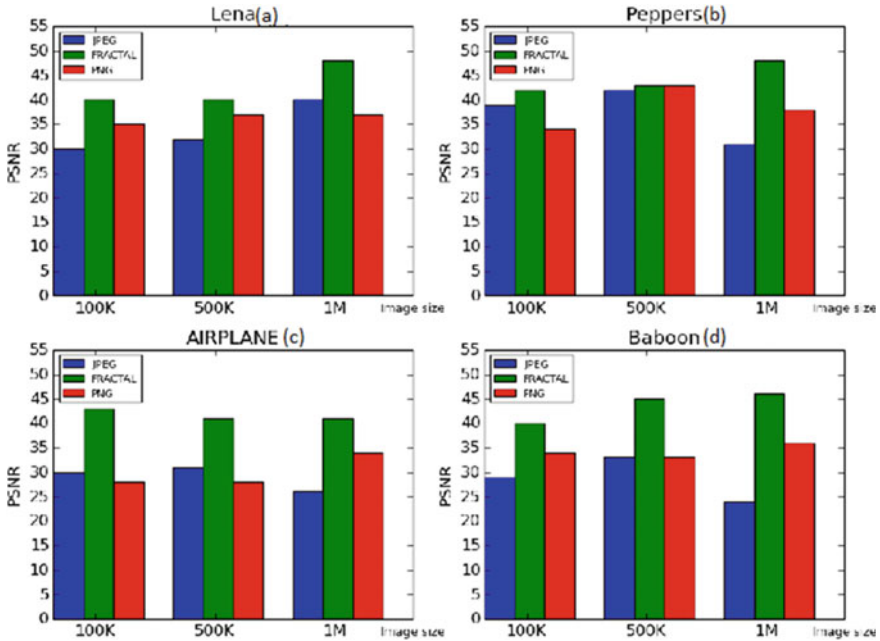 Lena(a)
55
50
45
40
35
30
25
20
15
10
5
0
PSNR
JPEG
FRACTAL
PNG
100K
500K
1M
Image size
Peppers(b)
55
50
45
40
35
30
25
20
15
10
5
0
PSNR
JPEG
FRACTAL
PNG
100K
500K
1M
Image size
AIRPLANE (c)
55
50
45
40
35
30
25
20
15
10
5
0
PSNR
JPEG
FRACTAL
PNG
100K
500K
1M
Image size
Baboon(d)
55
50
45
40
35
30
25
20
15
10
5
0
PSNR
JPEG
FRACTAL
PNG
100K
500K
1M
Image size